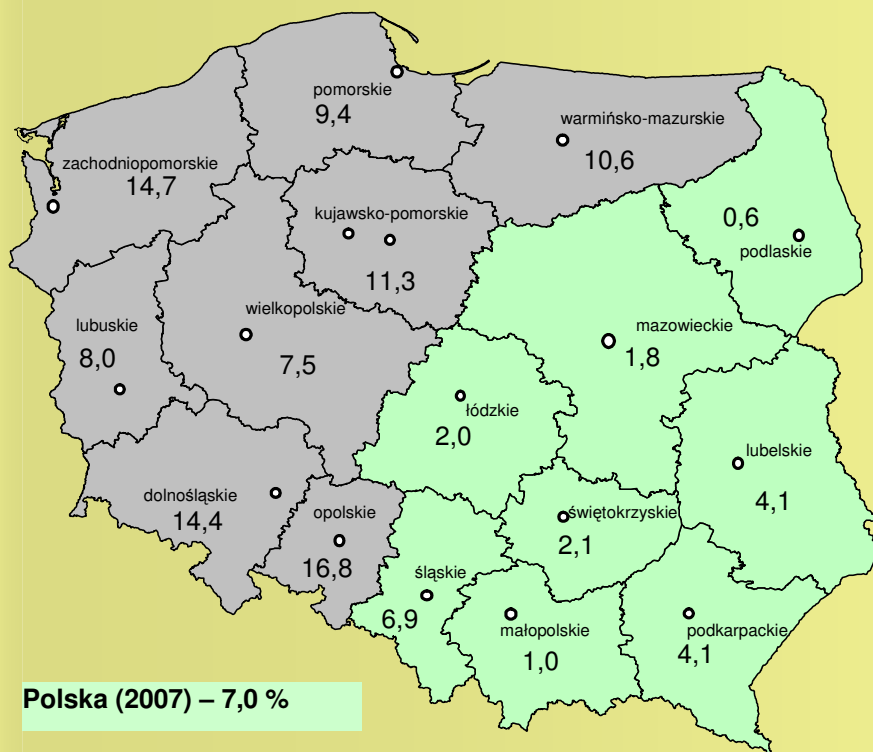 pomorskie
9,4
warmińsko-mazurskie
10,6
zachodniopomorskie
14,7
kujawsko-pomorskie
11,3
0,6
podlaskie
wielkopolskie
7,5
lubuskie
8,0
mazowieckie
1,8
łódzkie
2,0
lubelskie
4,1
dolnośląskie
14,4
opolskie
16,8
świętokrzyskie
2,1
śląskie
6,9
małopolskie
1,0
podkarpackie
4,1
Polska (2007) – 7,0 %